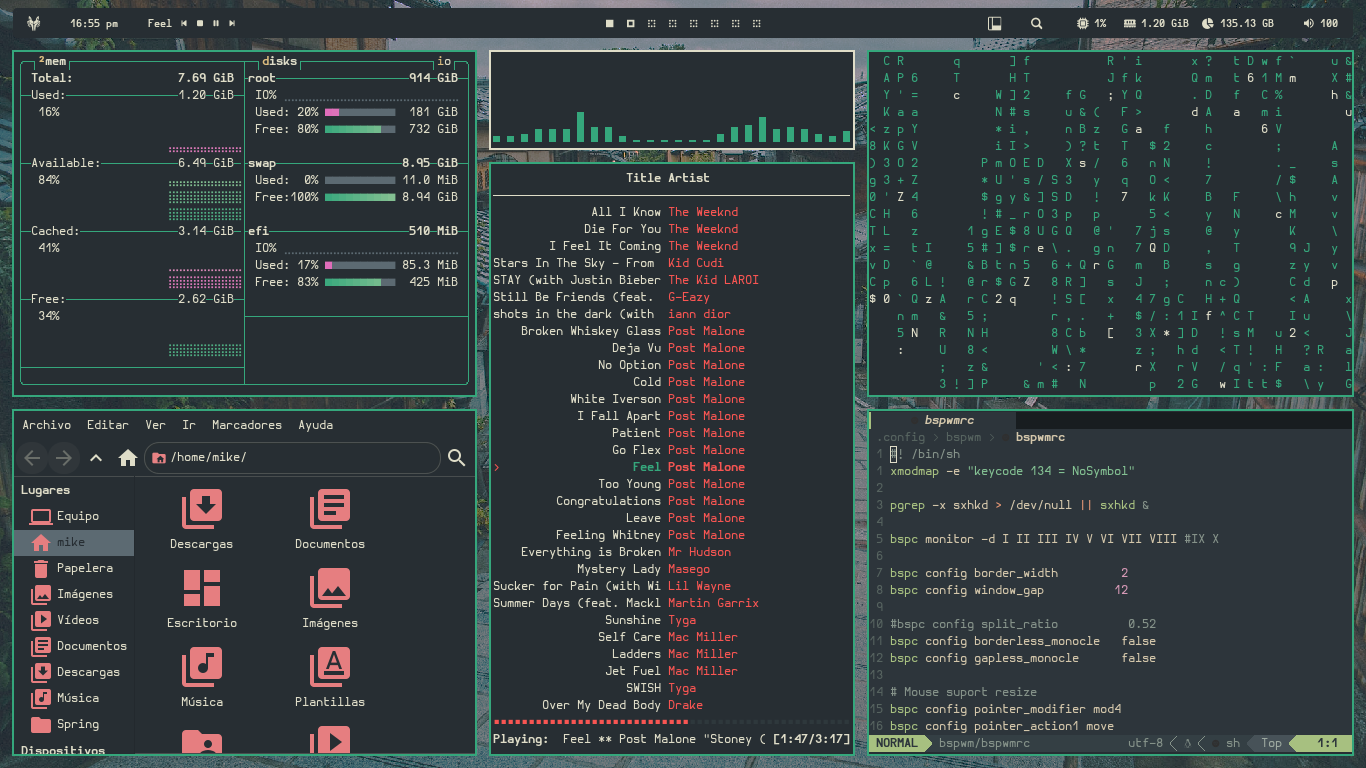 16:55 pm Feel 1% 1.20 GiB 135.13 GB 100
²mem disks io
Total: 7.69 GiB root 914 GiB
Used: 1.20 GiB IO%
16% Used: 20% 181 GiB
Free: 80% 732 GiB
Available: 6.49 GiB swap 8.95 GiB
84% Used: 0% 11.0 MiB
Free:100% 8.94 GiB
Cached: 3.14 GiB efi 510 MiB
41% IO%
Used: 17% 85.3 MiB
Free: 83% 425 MiB
Free: 2.62 GiB
34%
Title Artist
All I Know The Weeknd
Die For You The Weeknd
I Feel It Coming The Weeknd
Stars In The Sky - From Kid Cudi
STAY (with Justin Bieber The Kid LAROI
Still Be Friends (feat. G-Eazy
shots in the dark (with iann dior
Broken Whiskey Glass Post Malone
Deja Vu Post Malone
No Option Post Malone
Cold Post Malone
White Iverson Post Malone
I Fall Apart Post Malone
Patient Post Malone
Go Flex Post Malone
› Feel Post Malone
Too Young Post Malone
Congratulations Post Malone
Leave Post Malone
Feeling Whitney Post Malone
Everything is Broken Mr Hudson
Mystery Lady Masego
Sucker for Pain (with Wi Lil Wayne
Summer Days (feat. Mackl Martin Garrix
Sunshine Tyga
Self Care Mac Miller
Ladders Mac Miller
Jet Fuel Mac Miller
SWISH Tyga
Over My Dead Body Drake
Playing: Feel ** Post Malone "Stoney ( [1:47/3:17]
Archivo Editar Ver Ir Marcadores Ayuda
/home/mike/
Lugares
Equipo
mike
Papelera
Imágenes
Vídeos
Documentos
Descargas
Música
Spring
Dispositivos
Descargas Documentos
Escritorio Imágenes
Música Plantillas
bspwmrc
.config > bspwm > bspwmrc
1 #! /bin/sh
1 xmodmap -e "keycode 134 = NoSymbol"
2
3 pgrep -x sxhkd > /dev/null || sxhkd &
4
5 bspc monitor -d I II III IV V VI VII VIII #IX X
6
7 bspc config border_width 2
8 bspc config window_gap 12
9
10 #bspc config split_ratio 0.52
11 bspc config borderless_monocle false
12 bspc config gapless_monocle false
13
14 # Mouse suport resize
15 bspc config pointer_modifier mod4
16 bspc config pointer_action1 move
NORMAL bspwm/bspwmrc utf-8 sh Top 1:1